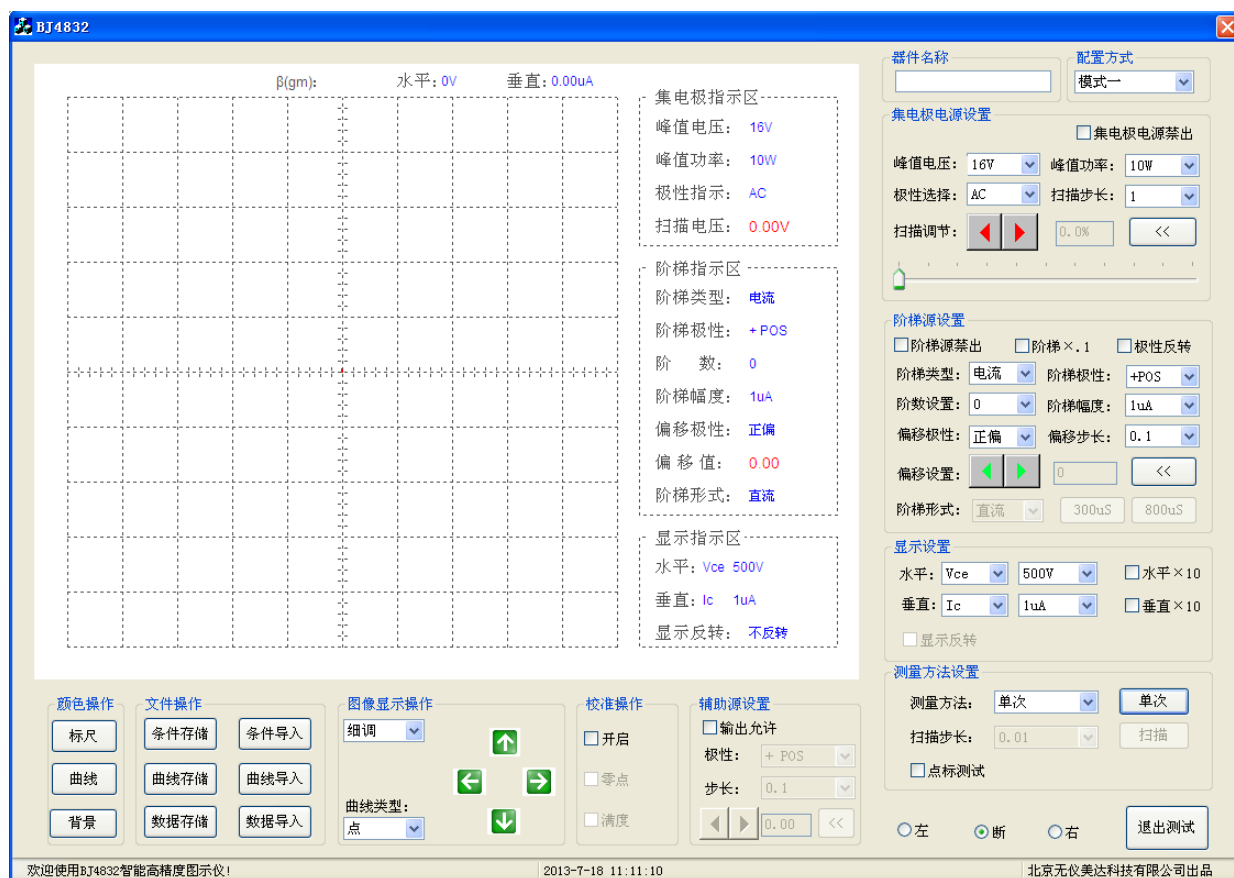 BJ4832
β(gm): 水平: 0V 垂直: 0.00uA
集电极指示区
峰值电压: 16V
峰值功率: 10W
极性指示: AC
扫描电压: 0.00V
阶梯指示区
阶梯类型: 电流
阶梯极性: + POS
阶 数: 0
阶梯幅度: 1uA
偏移极性: 正偏
偏 移 值: 0.00
阶梯形式: 直流
显示指示区
水平: Vce 500V
垂直: Ic 1uA
显示反转: 不反转
器件名称
配置方式
模式一
集电极电源设置
集电极电源禁出
峰值电压: 16V 峰值功率: 10W
极性选择: AC 扫描步长: 1
扫描调节: 0.0% <<
阶梯源设置
阶梯源禁出 阶梯×.1 极性反转
阶梯类型: 电流 阶梯极性: +POS
阶数设置: 0 阶梯幅度: 1uA
偏移极性: 正偏 偏移步长: 0.1
偏移设置: 0 <<
阶梯形式: 直流 300uS 800uS
显示设置
水平: Vce 500V 水平×10
垂直: Ic 1uA 垂直×10
显示反转
测量方法设置
测量方法: 单次 单次
扫描步长: 0.01 扫描
点标测试
左 断 右 退出测试
颜色操作
标尺
曲线
背景
文件操作
条件存储 条件导入
曲线存储 曲线导入
数据存储 数据导入
图像显示操作
细调
曲线类型:
点
校准操作
开启
零点
满度
辅助源设置
输出允许
极性: + POS
步长: 0.1
0.00 <<
欢迎使用BJ4832智能高精度图示仪! 2013-7-18 11:11:10 北京无仪美达科技有限公司出品